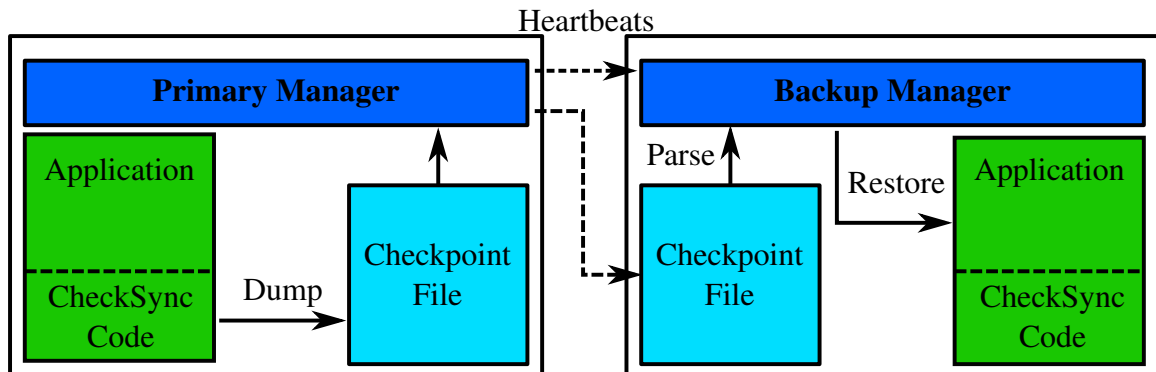 Heartbeats
Primary Manager
Backup Manager
Application
CheckSync
Code
Dump
Checkpoint
File
Parse
Checkpoint
File
Restore
Application
CheckSync
Code